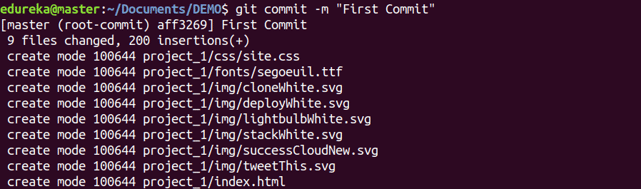 edureka@master:~/Documents/DEMO$ git commit -m "First Commit"
[master (root-commit) aff3269] First Commit
 9 files changed, 200 insertions(+)
 create mode 100644 project_1/css/site.css
 create mode 100644 project_1/fonts/segoeuil.ttf
 create mode 100644 project_1/img/cloneWhite.svg
 create mode 100644 project_1/img/deployWhite.svg
 create mode 100644 project_1/img/lightbulbWhite.svg
 create mode 100644 project_1/img/stackWhite.svg
 create mode 100644 project_1/img/successCloudNew.svg
 create mode 100644 project_1/img/tweetThis.svg
 create mode 100644 project_1/index.html